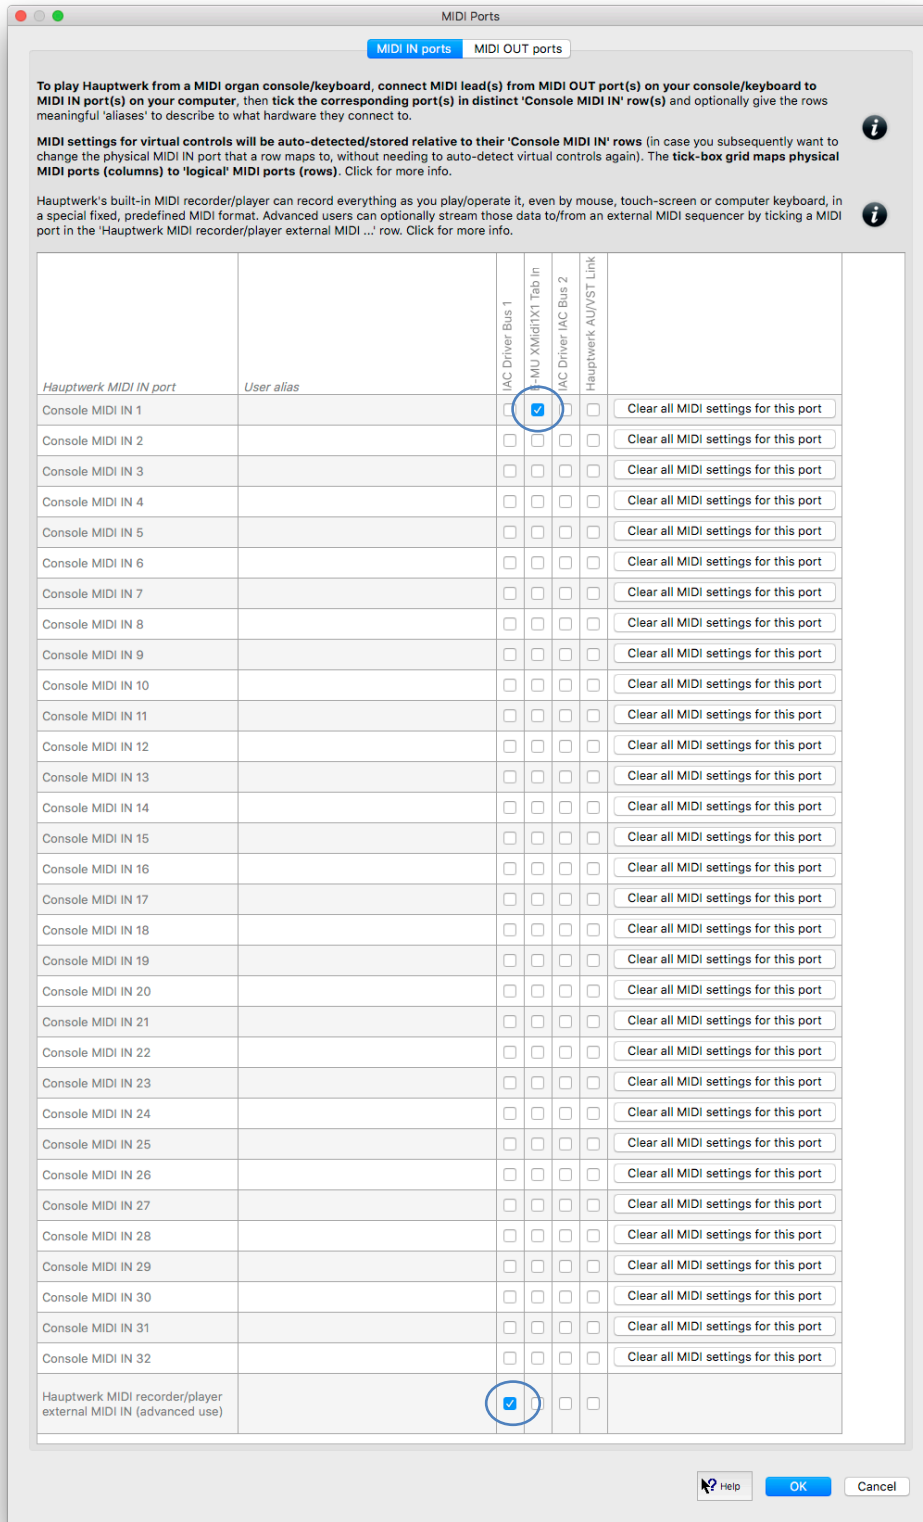 MIDI Ports
MIDI IN ports MIDI OUT ports
To play Hauptwerk from a MIDI organ console/keyboard, connect MIDI lead(s) from MIDI OUT port(s) on your console/keyboard to
MIDI IN port(s) on your computer, then tick the corresponding port(s) in distinct 'Console MIDI IN' row(s) and optionally give the rows
meaningful 'aliases' to describe to what hardware they connect to.
MIDI settings for virtual controls will be auto-detected/stored relative to their 'Console MIDI IN' rows (in case you subsequently want to
change the physical MIDI IN port that a row maps to, without needing to auto-detect virtual controls again). The tick-box grid maps physical
MIDI ports (columns) to 'logical' MIDI ports (rows). Click for more info.
Hauptwerk's built-in MIDI recorder/player can record everything as you play/operate it, even by mouse, touch-screen or computer keyboard, in
a special fixed, predefined MIDI format. Advanced users can optionally stream those data to/from an external MIDI sequencer by ticking a MIDI
port in the 'Hauptwerk MIDI recorder/player external MIDI ...' row. Click for more info.
Hauptwerk MIDI IN port
User alias
IAC Driver Bus 1
E-MU XMidi1X1 Tab In
IAC Driver IAC Bus 2
Hauptwerk AU/VST Link
Console MIDI IN 1 Clear all MIDI settings for this port
Console MIDI IN 2 Clear all MIDI settings for this port
Console MIDI IN 3 Clear all MIDI settings for this port
Console MIDI IN 4 Clear all MIDI settings for this port
Console MIDI IN 5 Clear all MIDI settings for this port
Console MIDI IN 6 Clear all MIDI settings for this port
Console MIDI IN 7 Clear all MIDI settings for this port
Console MIDI IN 8 Clear all MIDI settings for this port
Console MIDI IN 9 Clear all MIDI settings for this port
Console MIDI IN 10 Clear all MIDI settings for this port
Console MIDI IN 11 Clear all MIDI settings for this port
Console MIDI IN 12 Clear all MIDI settings for this port
Console MIDI IN 13 Clear all MIDI settings for this port
Console MIDI IN 14 Clear all MIDI settings for this port
Console MIDI IN 15 Clear all MIDI settings for this port
Console MIDI IN 16 Clear all MIDI settings for this port
Console MIDI IN 17 Clear all MIDI settings for this port
Console MIDI IN 18 Clear all MIDI settings for this port
Console MIDI IN 19 Clear all MIDI settings for this port
Console MIDI IN 20 Clear all MIDI settings for this port
Console MIDI IN 21 Clear all MIDI settings for this port
Console MIDI IN 22 Clear all MIDI settings for this port
Console MIDI IN 23 Clear all MIDI settings for this port
Console MIDI IN 24 Clear all MIDI settings for this port
Console MIDI IN 25 Clear all MIDI settings for this port
Console MIDI IN 26 Clear all MIDI settings for this port
Console MIDI IN 27 Clear all MIDI settings for this port
Console MIDI IN 28 Clear all MIDI settings for this port
Console MIDI IN 29 Clear all MIDI settings for this port
Console MIDI IN 30 Clear all MIDI settings for this port
Console MIDI IN 31 Clear all MIDI settings for this port
Console MIDI IN 32 Clear all MIDI settings for this port
Hauptwerk MIDI recorder/player
external MIDI IN (advanced use)
Help OK Cancel